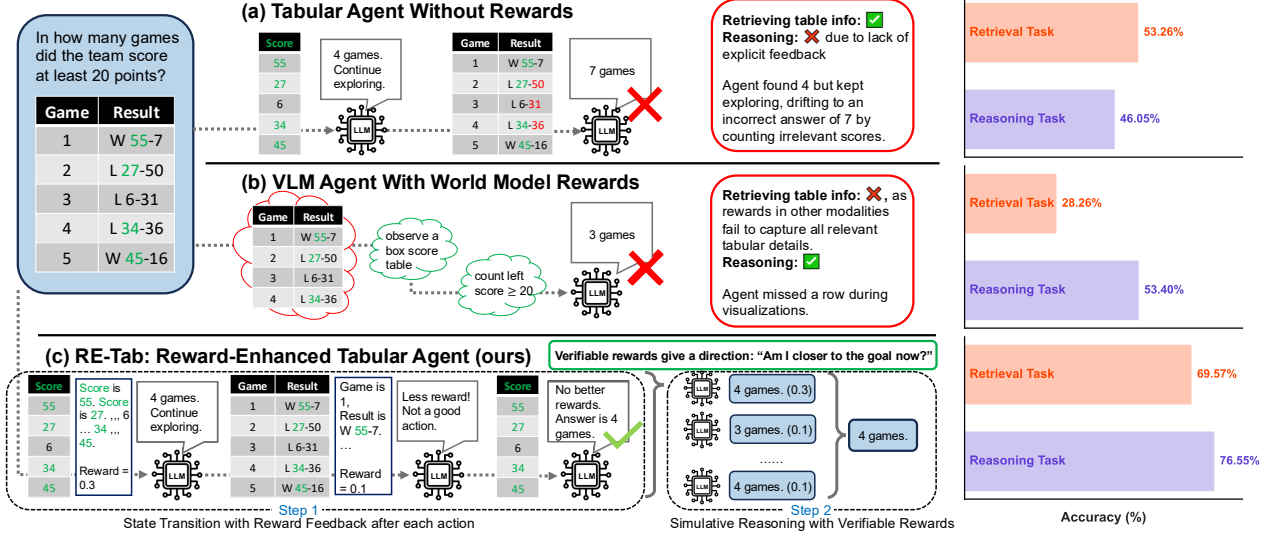 In how many games
did the team score
at least 20 points?
Game Result
1 W 55-7
2 L 27-50
3 L 6-31
4 L 34-36
5 W 45-16
(a) Tabular Agent Without Rewards
Score
55
27
6
34
45
4 games.
Continue
exploring.
LLM
Game Result
1 W 55-7
2 L 27-50
3 L 6-31
4 L 34-36
5 W 45-16
7 games
LLM
Retrieving table info: ✅
Reasoning: ❌ due to lack of
explicit feedback
Agent found 4 but kept
exploring, drifting to an
incorrect answer of 7 by
counting irrelevant scores.
Retrieval Task 53.26%
Reasoning Task 46.05%
(b) VLM Agent With World Model Rewards
Game Result
1 W 55-7
2 L 27-50
3 L 6-31
4 L 34-36
observe a
box score
table
count left
score ≥ 20
3 games
LLM
Retrieving table info: ❌, as
rewards in other modalities
fail to capture all relevant
tabular details.
Reasoning: ✅
Agent missed a row during
visualizations.
Retrieval Task 28.26%
Reasoning Task 53.40%
(c) RE-Tab: Reward-Enhanced Tabular Agent (ours)
Verifiable rewards give a direction: “Am I closer to the goal now?”
Score
55
27
6
34
45
Score is
55. Score
is 27. ,,, 6
... 34 ,,,
45.
Reward =
0.3
4 games.
Continue
exploring.
LLM
Game Result
1 W 55-7
2 L 27-50
3 L 6-31
4 L 34-36
5 W 45-16
Game is
1,
Result is
W 55-7.
...
Reward
= 0.1
Less reward!
Not a good
action.
LLM
Score
55
27
6
34
45
No better
rewards.
Answer is 4
games.
LLM
Step 1
State Transition with Reward Feedback after each action
LLM
4 games. (0.3)
LLM
3 games. (0.1)
......
LLM
4 games. (0.1)
4 games.
Step 2
Simulative Reasoning with Verifiable Rewards
Retrieval Task 69.57%
Reasoning Task 76.55%
Accuracy (%)